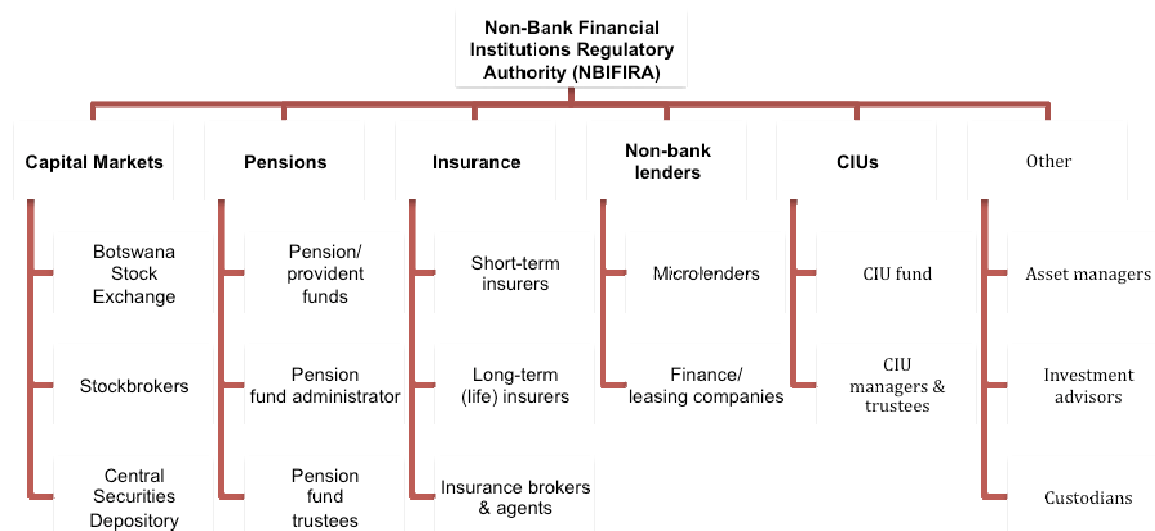 Non-Bank Financial
Institutions Regulatory
Authority (NBIFIRA)
Capital Markets
Pensions
Insurance
Non-bank
lenders
CIUs
Other
Botswana
Stock
Exchange
Pension/
provident
funds
Short-term
insurers
Microlenders
CIU fund
Asset managers
Stockbrokers
Pension
fund administrator
Long-term
(life) insurers
Finance/
leasing companies
CIU
managers &
trustees
Investment
advisors
Central
Securities
Depository
Pension
fund
trustees
Insurance brokers
& agents
Custodians